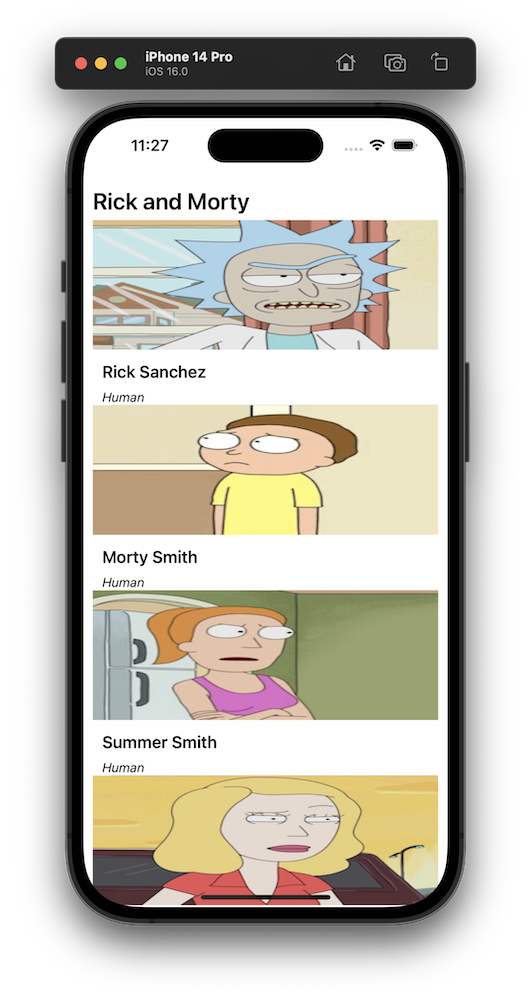 iPhone 14 Pro
iOS 16.0
11:27
Rick and Morty
Rick Sanchez
Human
Morty Smith
Human
Summer Smith
Human